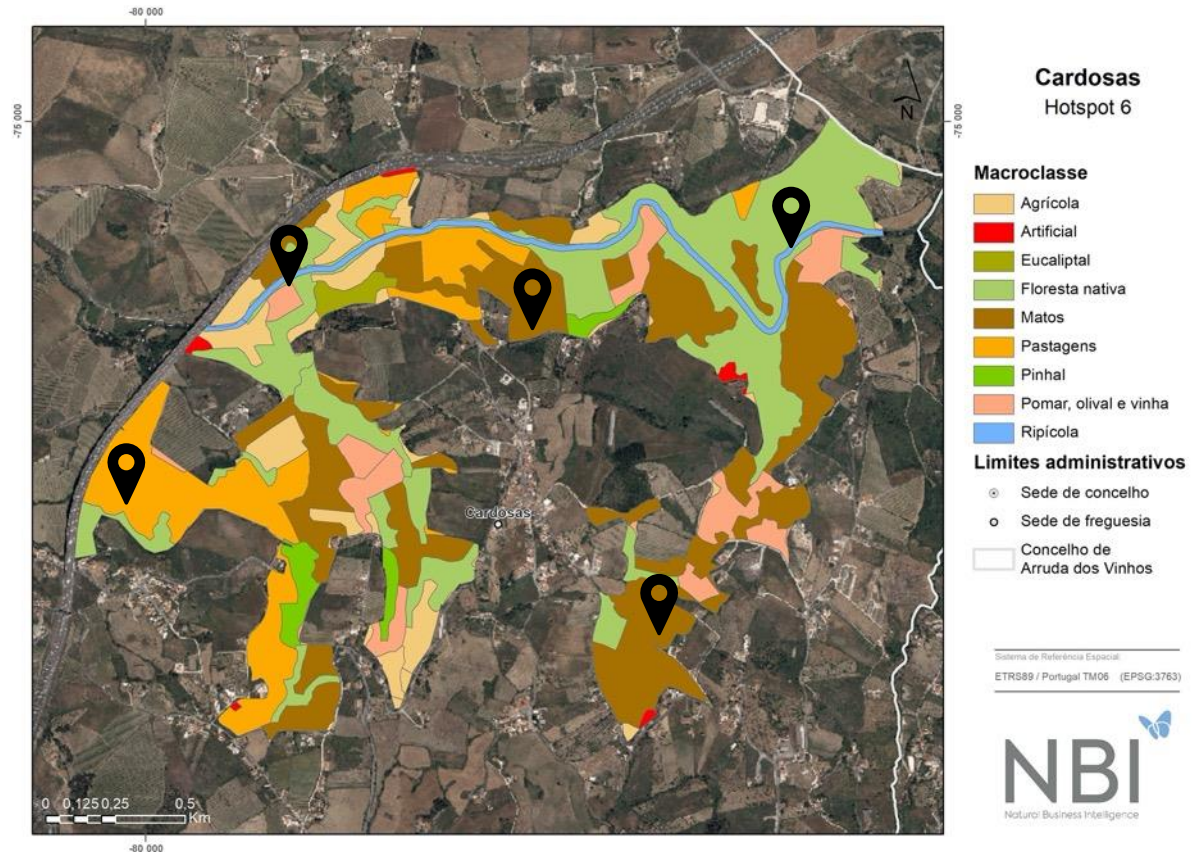 -80 000
-75 000
-75 000
N
Cardosas
0 0,125 0,25 0,5
Km
-80 000
Cardosas
Hotspot 6
Macroclasse
Agrícola
Artificial
Eucaliptal
Floresta nativa
Matos
Pastagens
Pinhal
Pomar, olival e vinha
Ripícola
Limites administrativos
Sede de concelho
Sede de freguesia
Concelho de
Arruda dos Vinhos
Sistema de Referência Espacial:
ETRS89 / Portugal TM06 (EPSG:3763)
NBI
Natural Business Intelligence